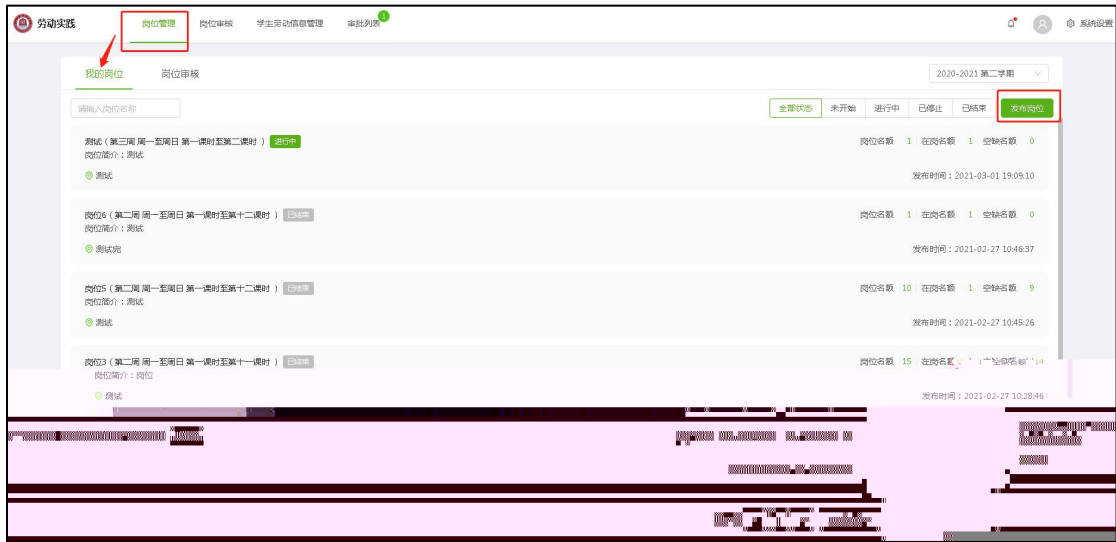 劳动实践 岗位管理 岗位审核 学生劳动信息管理 审批列表 1 系统设置
我的岗位 岗位审核 2020-2021 第二学期
请输入岗位名称 全部状态 未开始 进行中 已停止 已结束 发布岗位
测试 ( 第三周 周一至周日 第一课时至第二课时 ) 进行中 岗位名额 1 在岗名额 1 空缺名额 0
岗位简介：测试
测试 发布时间：2021-03-01 19:09:10
岗位6 ( 第二周 周一至周日 第一课时至第十二课时 ) 已结束 岗位名额 1 在岗名额 1 空缺名额 0
岗位简介：测试
测试完 发布时间：2021-02-27 10:46:37
岗位5 ( 第二周 周一至周日 第一课时至第十二课时 ) 已结束 岗位名额 10 在岗名额 1 空缺名额 9
岗位简介：测试
测试 发布时间：2021-02-27 10:45:26
岗位3 ( 第二周 周一至周日 第一课时至第十一课时 ) 已结束 岗位名额 15 在岗名额 1 空缺名额 14
岗位简介：岗位
测试 发布时间：2021-02-27 10:28:46